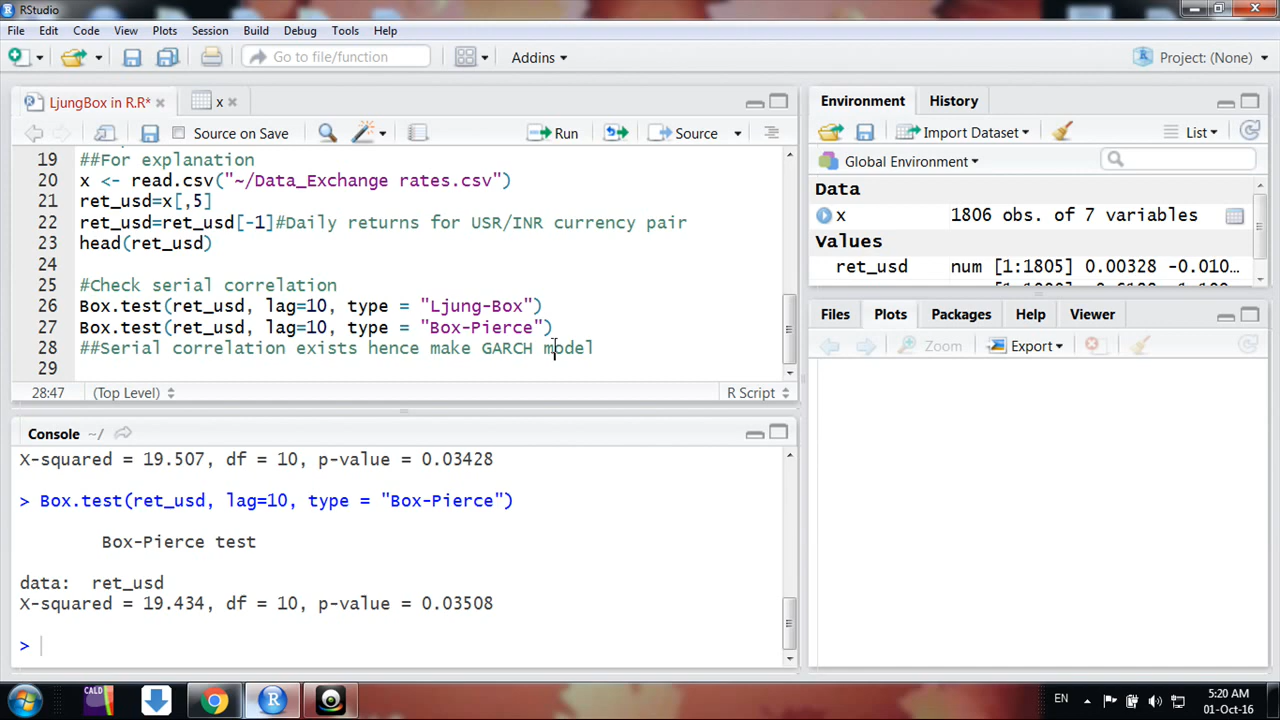 RStudio
File Edit Code View Plots Session Build Debug Tools Help
Go to file/function Addins Project: (None)
LjungBox in R.R* x
Source on Save Run Source
19 ##For explanation
20 x <- read.csv("~/Data_Exchange rates.csv")
21 ret_usd=x[,5]
22 ret_usd=ret_usd[-1]#Daily returns for USR/INR currency pair
23 head(ret_usd)
24
25 #Check serial correlation
26 Box.test(ret_usd, lag=10, type = "Ljung-Box")
27 Box.test(ret_usd, lag=10, type = "Box-Pierce")
28 ##Serial correlation exists hence make GARCH model
29
28:47 (Top Level) R Script
Console ~/
X-squared = 19.507, df = 10, p-value = 0.03428
> Box.test(ret_usd, lag=10, type = "Box-Pierce")
Box-Pierce test
data: ret_usd
X-squared = 19.434, df = 10, p-value = 0.03508
>
Environment History
Import Dataset List
Global Environment
Data
x 1806 obs. of 7 variables
Values
ret_usd num [1:1805] 0.00328 -0.010...
Files Plots Packages Help Viewer
Zoom Export
CALD
EN
5:20 AM
01-Oct-16